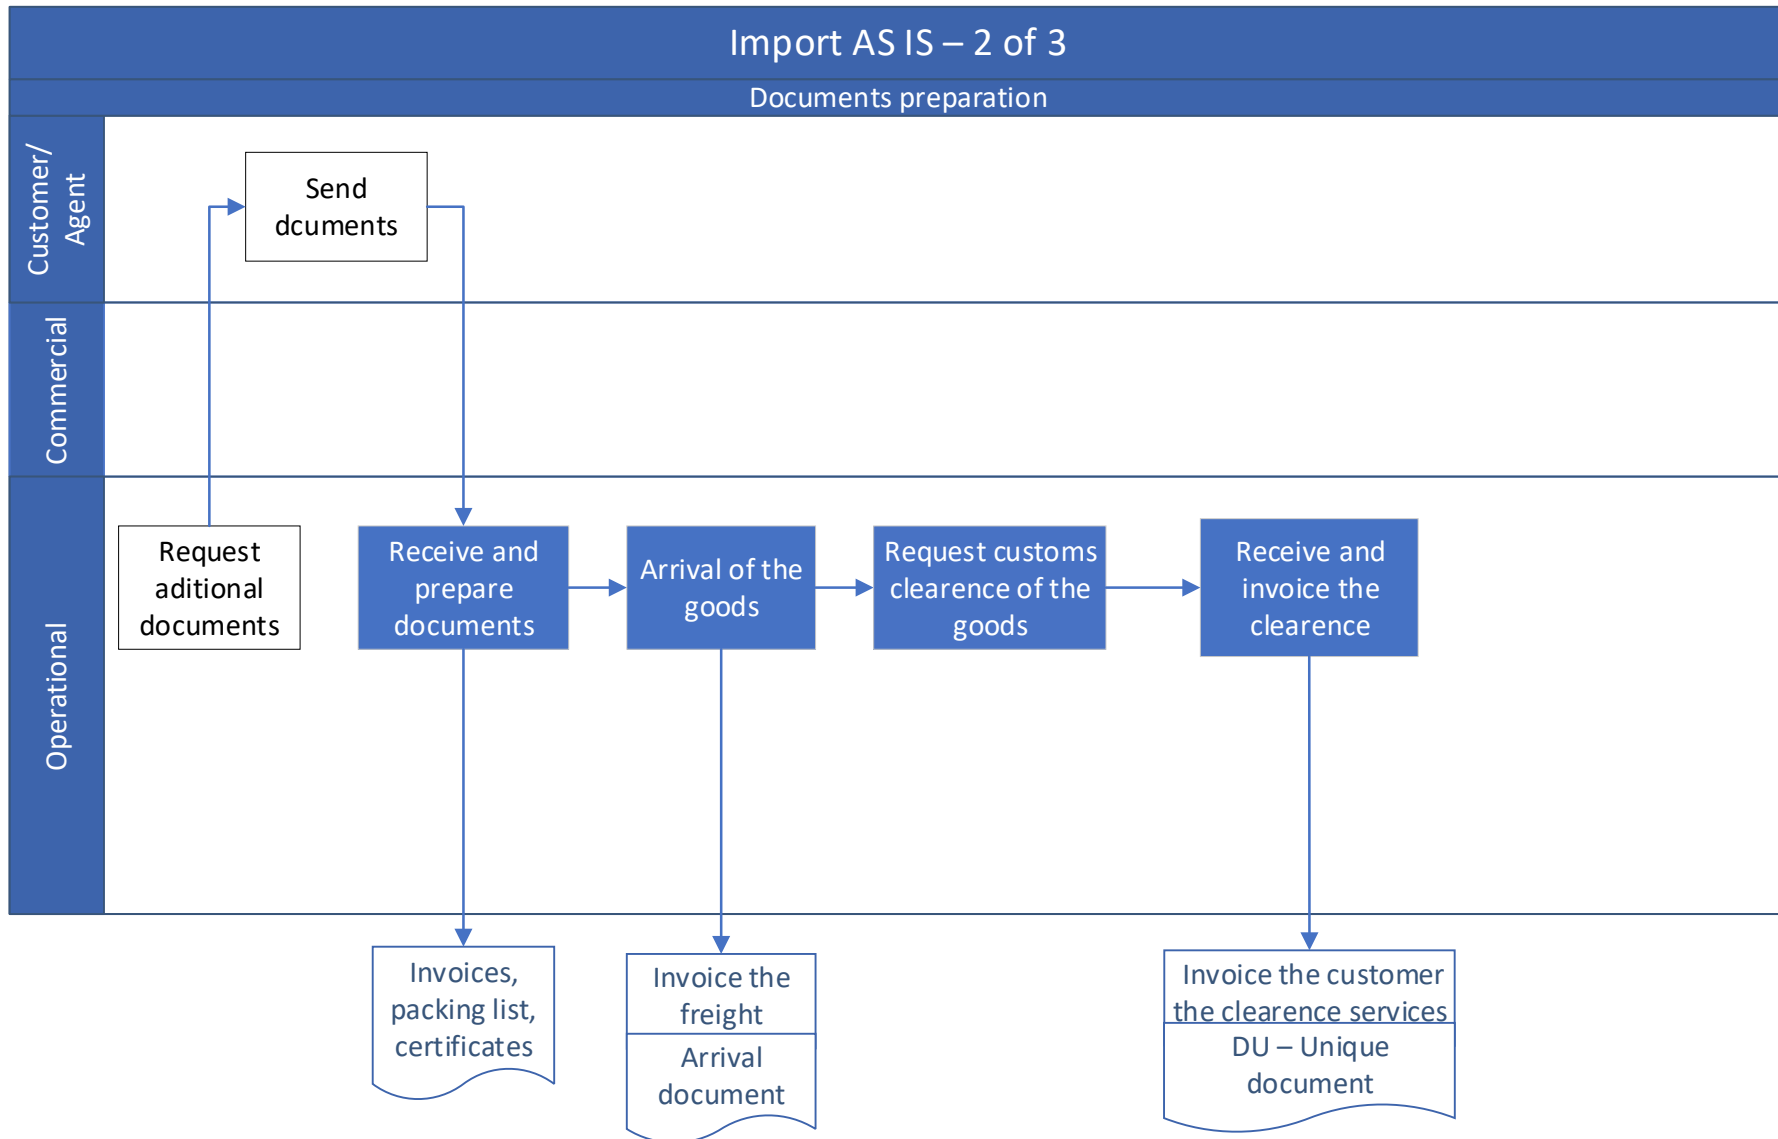 Import AS IS – 2 of 3
Documents preparation
Customer/
Agent
Send
dcuments
Commercial
Operational
Request
aditional
documents
Receive and
prepare
documents
Arrival of the
goods
Request customs
clearence of the
goods
Receive and
invoice the
clearence
Invoices,
packing list,
certificates
Invoice the
freight
Arrival
document
Invoice the customer
the clearence services
DU – Unique
document